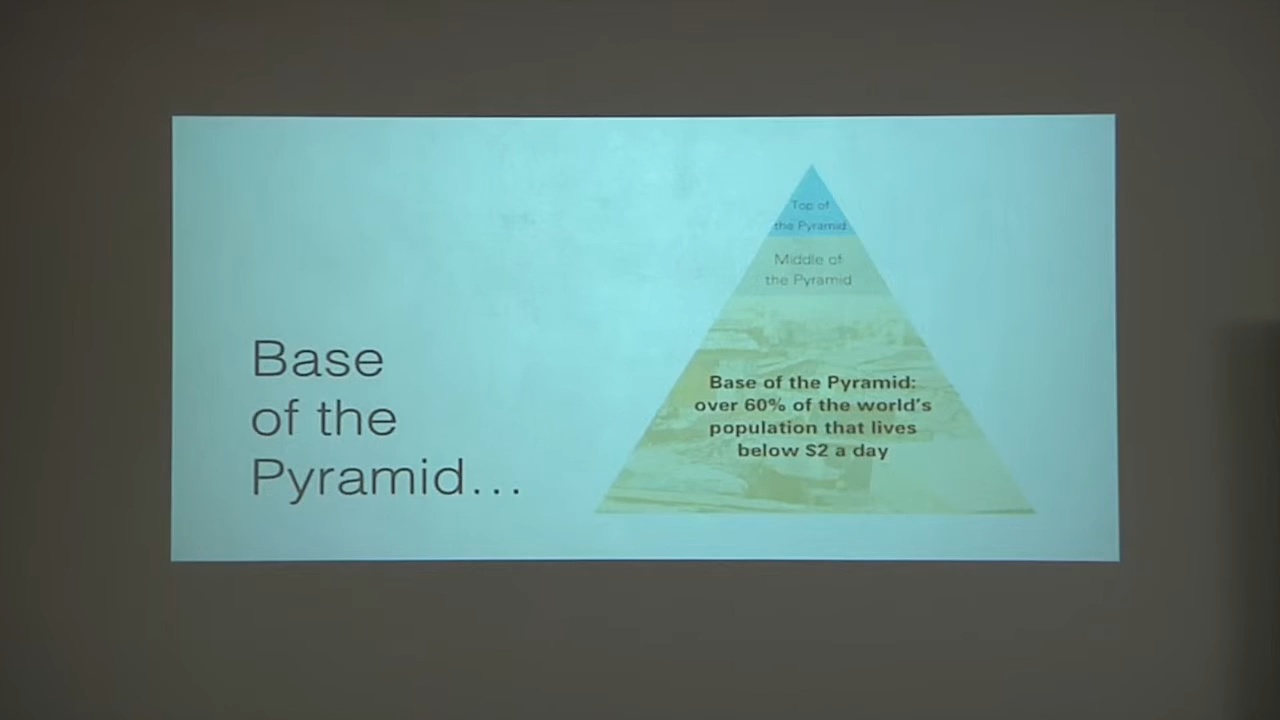 Base
of the
Pyramid...
Top of
the Pyramid
Middle of
the Pyramid
Base of the Pyramid:
over 60% of the world's
population that lives
below $2 a day